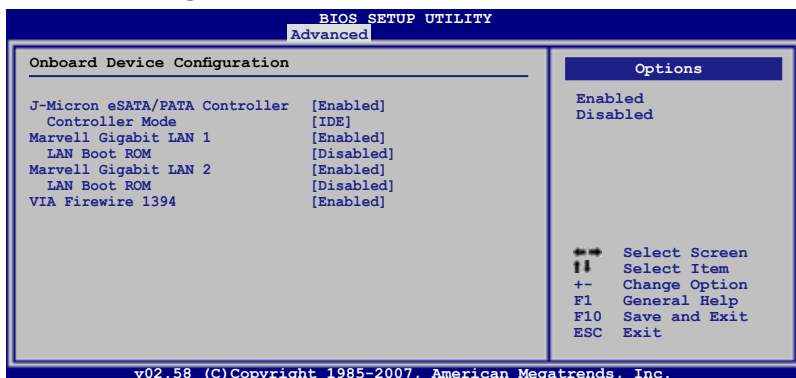 BIOS SETUP UTILITY
Advanced
Onboard Device Configuration
J-Micron eSATA/PATA Controller [Enabled]
Controller Mode [IDE]
Marvell Gigabit LAN 1 [Enabled]
LAN Boot ROM [Disabled]
Marvell Gigabit LAN 2 [Enabled]
LAN Boot ROM [Disabled]
VIA Firewire 1394 [Enabled]
Options
Enabled
Disabled
←→ Select Screen
↑↓ Select Item
+- Change Option
F1 General Help
F10 Save and Exit
ESC Exit
v02.58 (C)Copyright 1985-2007, American Megatrends, Inc.